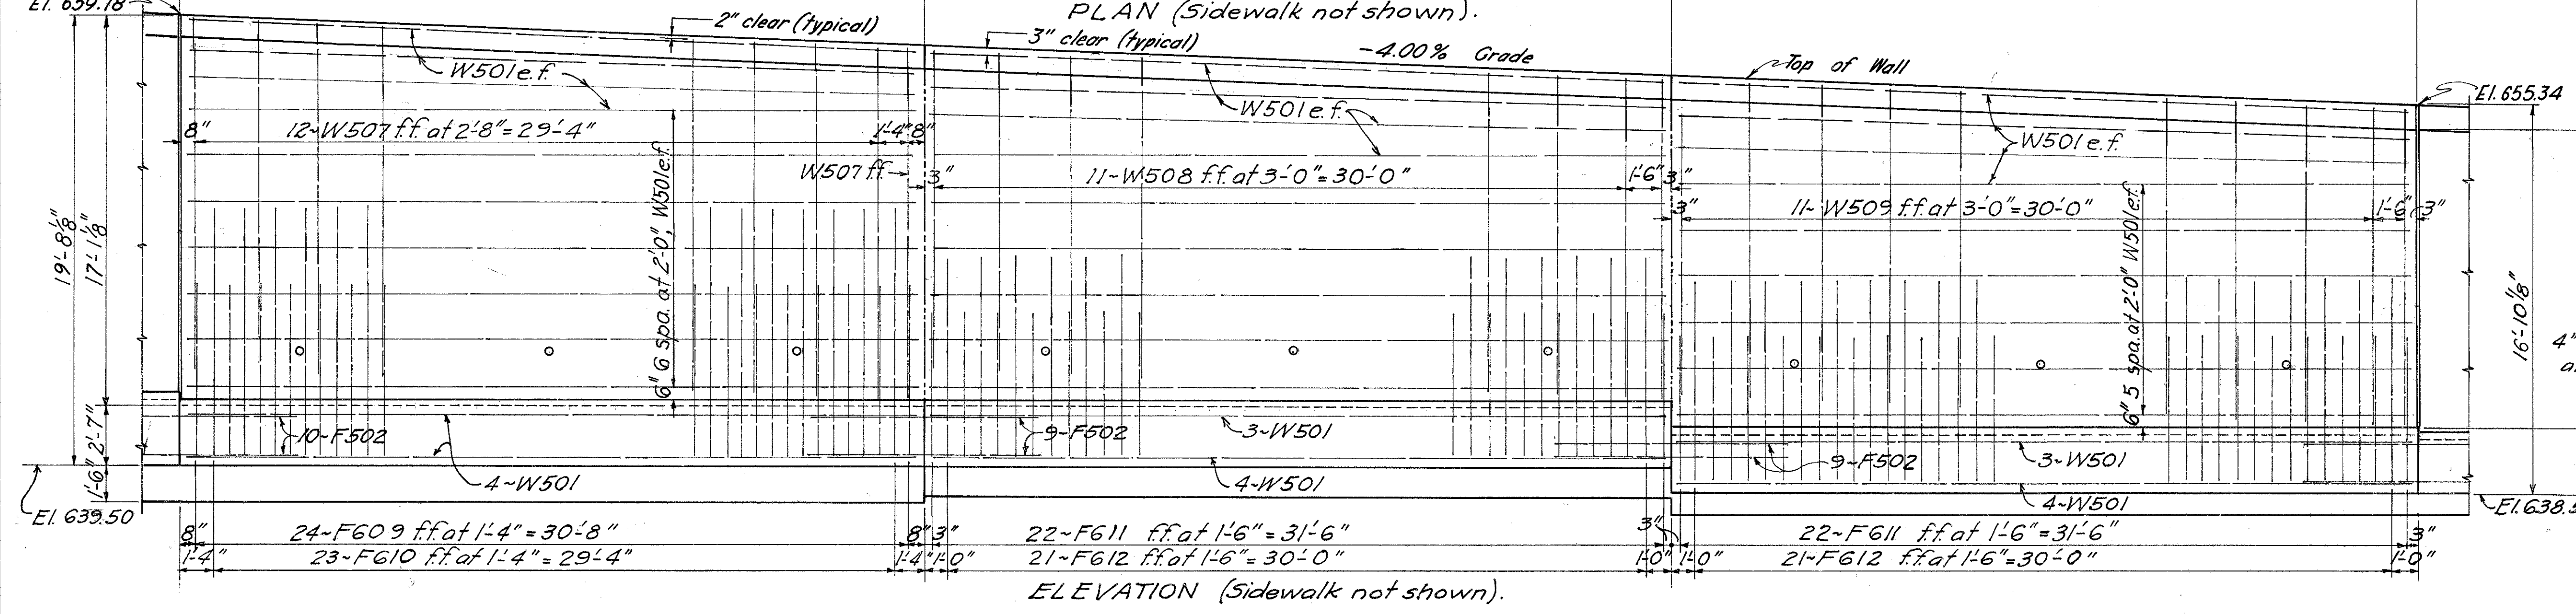 El. 659.18
PLAN (Sidewalk not shown).
2" clear (typical)
3" clear (typical)
-4.00% Grade
Top of Wall
El. 655.34
W501 e.f.
W501 e.f.
W501 e.f.
8"
12~W507 f.f. at 2'-8" = 29'-4"
1'-4"
8"
W507 ff
3"
11~W508 f.f. at 3'-0" = 30'-0"
1'-6"
3"
3"
11~W509 f.f. at 3'-0" = 30'-0"
1'-6"
3"
19'-8 1/8"
17'-1 1/8"
2'-7"
1'-6"
6" 6 spa. at 2'-0", W501 e.f.
6" 5 spa. at 2'-0" W501 e.f.
16'-10 1/8"
4"
10~F502
9~F502
3~W501
9~F502
3~W501
4~W501
4~W501
4~W501
El. 639.50
El. 638.5
8"
24~F609 f.f. at 1'-4" = 30'-8"
8"
3"
22~F611 f.f. at 1'-6" = 31'-6"
3"
22~F611 f.f. at 1'-6" = 31'-6"
3"
1'-4"
23~F610 f.f. at 1'-4" = 29'-4"
1'-4"
1'-0"
21~F612 f.f. at 1'-6" = 30'-0"
1'-0"
1'-0"
21~F612 f.f. at 1'-6" = 30'-0"
1'-0"
ELEVATION (Sidewalk not shown).